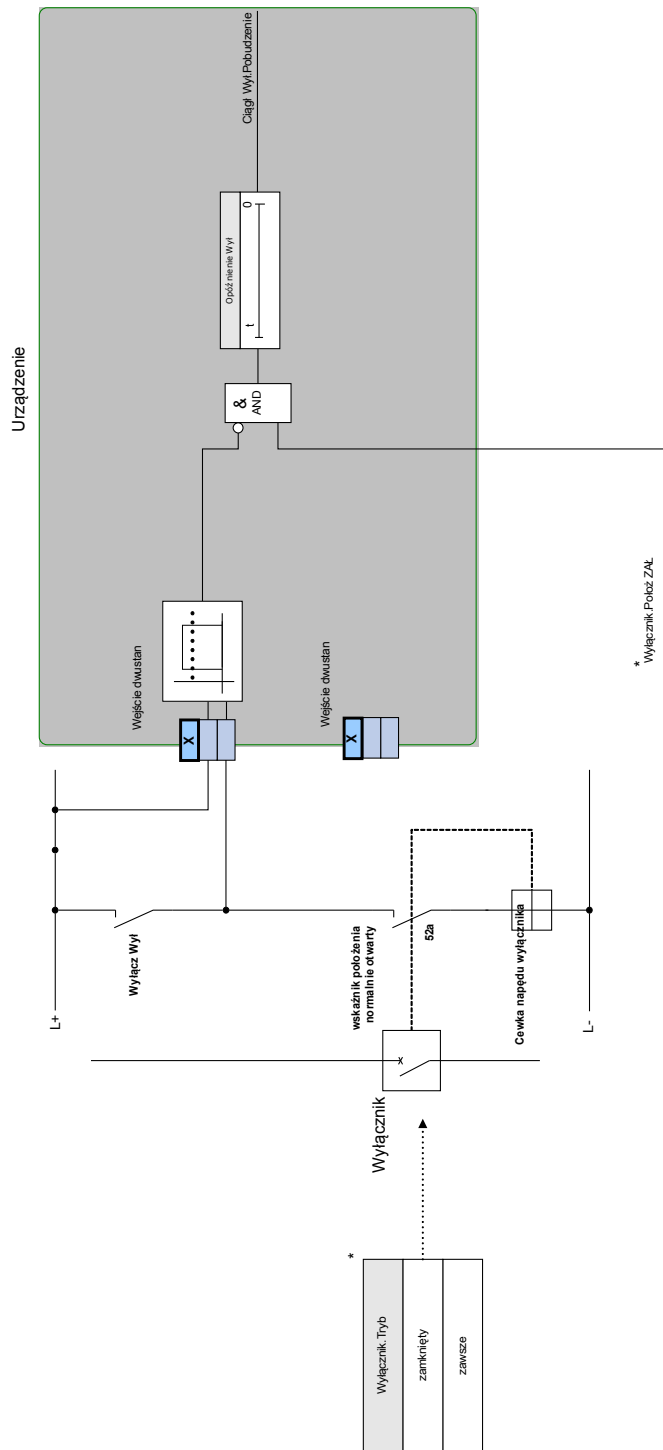 Urządzenie
Ciągł Wył.Pobudzenie
Opóźnienie Wył
t
0
&
AND
Wejście dwustan
X
Wejście dwustan
X
L+
Wyłącz Wył
wskaźnik położenia
normalnie otwarty
52a
Cewka napędu wyłącznika
L-
Wyłącznik
*
Wyłącznik.Położ ZAŁ
*
Wyłącznik. Tryb
zamknięty
zawsze